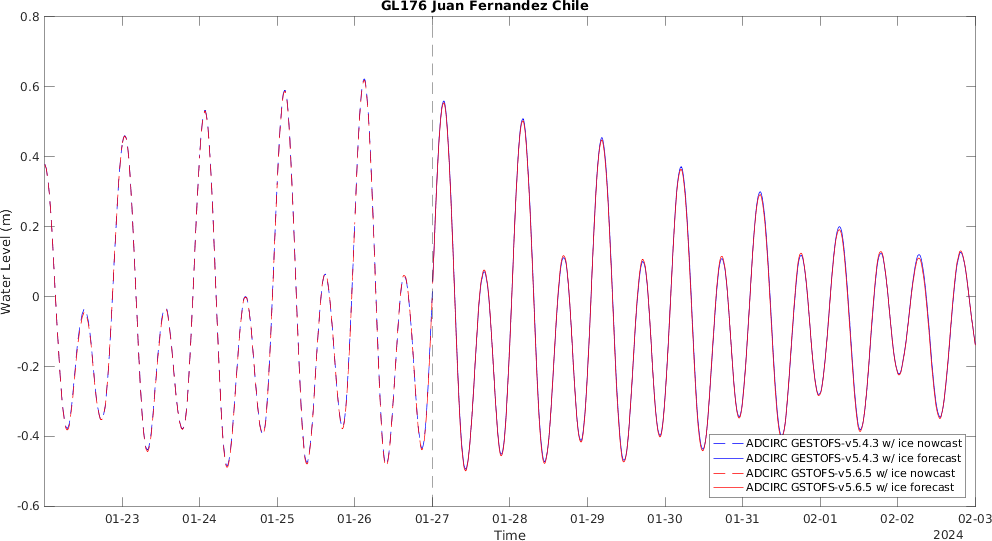 GL176 Juan Fernandez Chile
0.8
0.6
0.4
0.2
0
-0.2
-0.4
-0.6
Water Level (m)
ADCIRC GESTOFS-v5.4.3 w/ ice nowcast
ADCIRC GESTOFS-v5.4.3 w/ ice forecast
ADCIRC GSTOFS-v5.6.5 w/ ice nowcast
ADCIRC GSTOFS-v5.6.5 w/ ice forecast
01-23 01-24 01-25 01-26 01-27 01-28 01-29 01-30 01-31 02-01 02-02 02-03
Time
2024